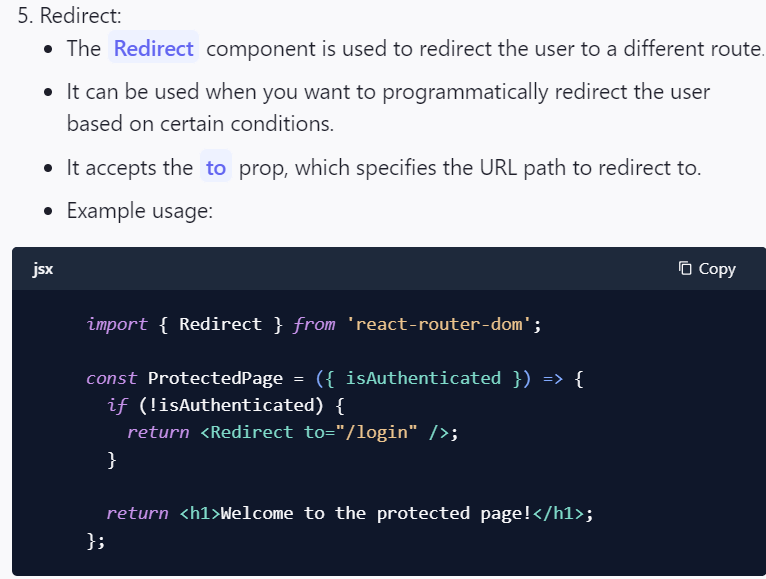 5. Redirect:
• The Redirect component is used to redirect the user to a different route.
• It can be used when you want to programmatically redirect the user
based on certain conditions.
• It accepts the to prop, which specifies the URL path to redirect to.
• Example usage:
jsx Copy
import { Redirect } from 'react-router-dom';
const ProtectedPage = ({ isAuthenticated }) => {
  if (!isAuthenticated) {
    return <Redirect to="/login" />;
  }
  return <h1>Welcome to the protected page!</h1>;
};